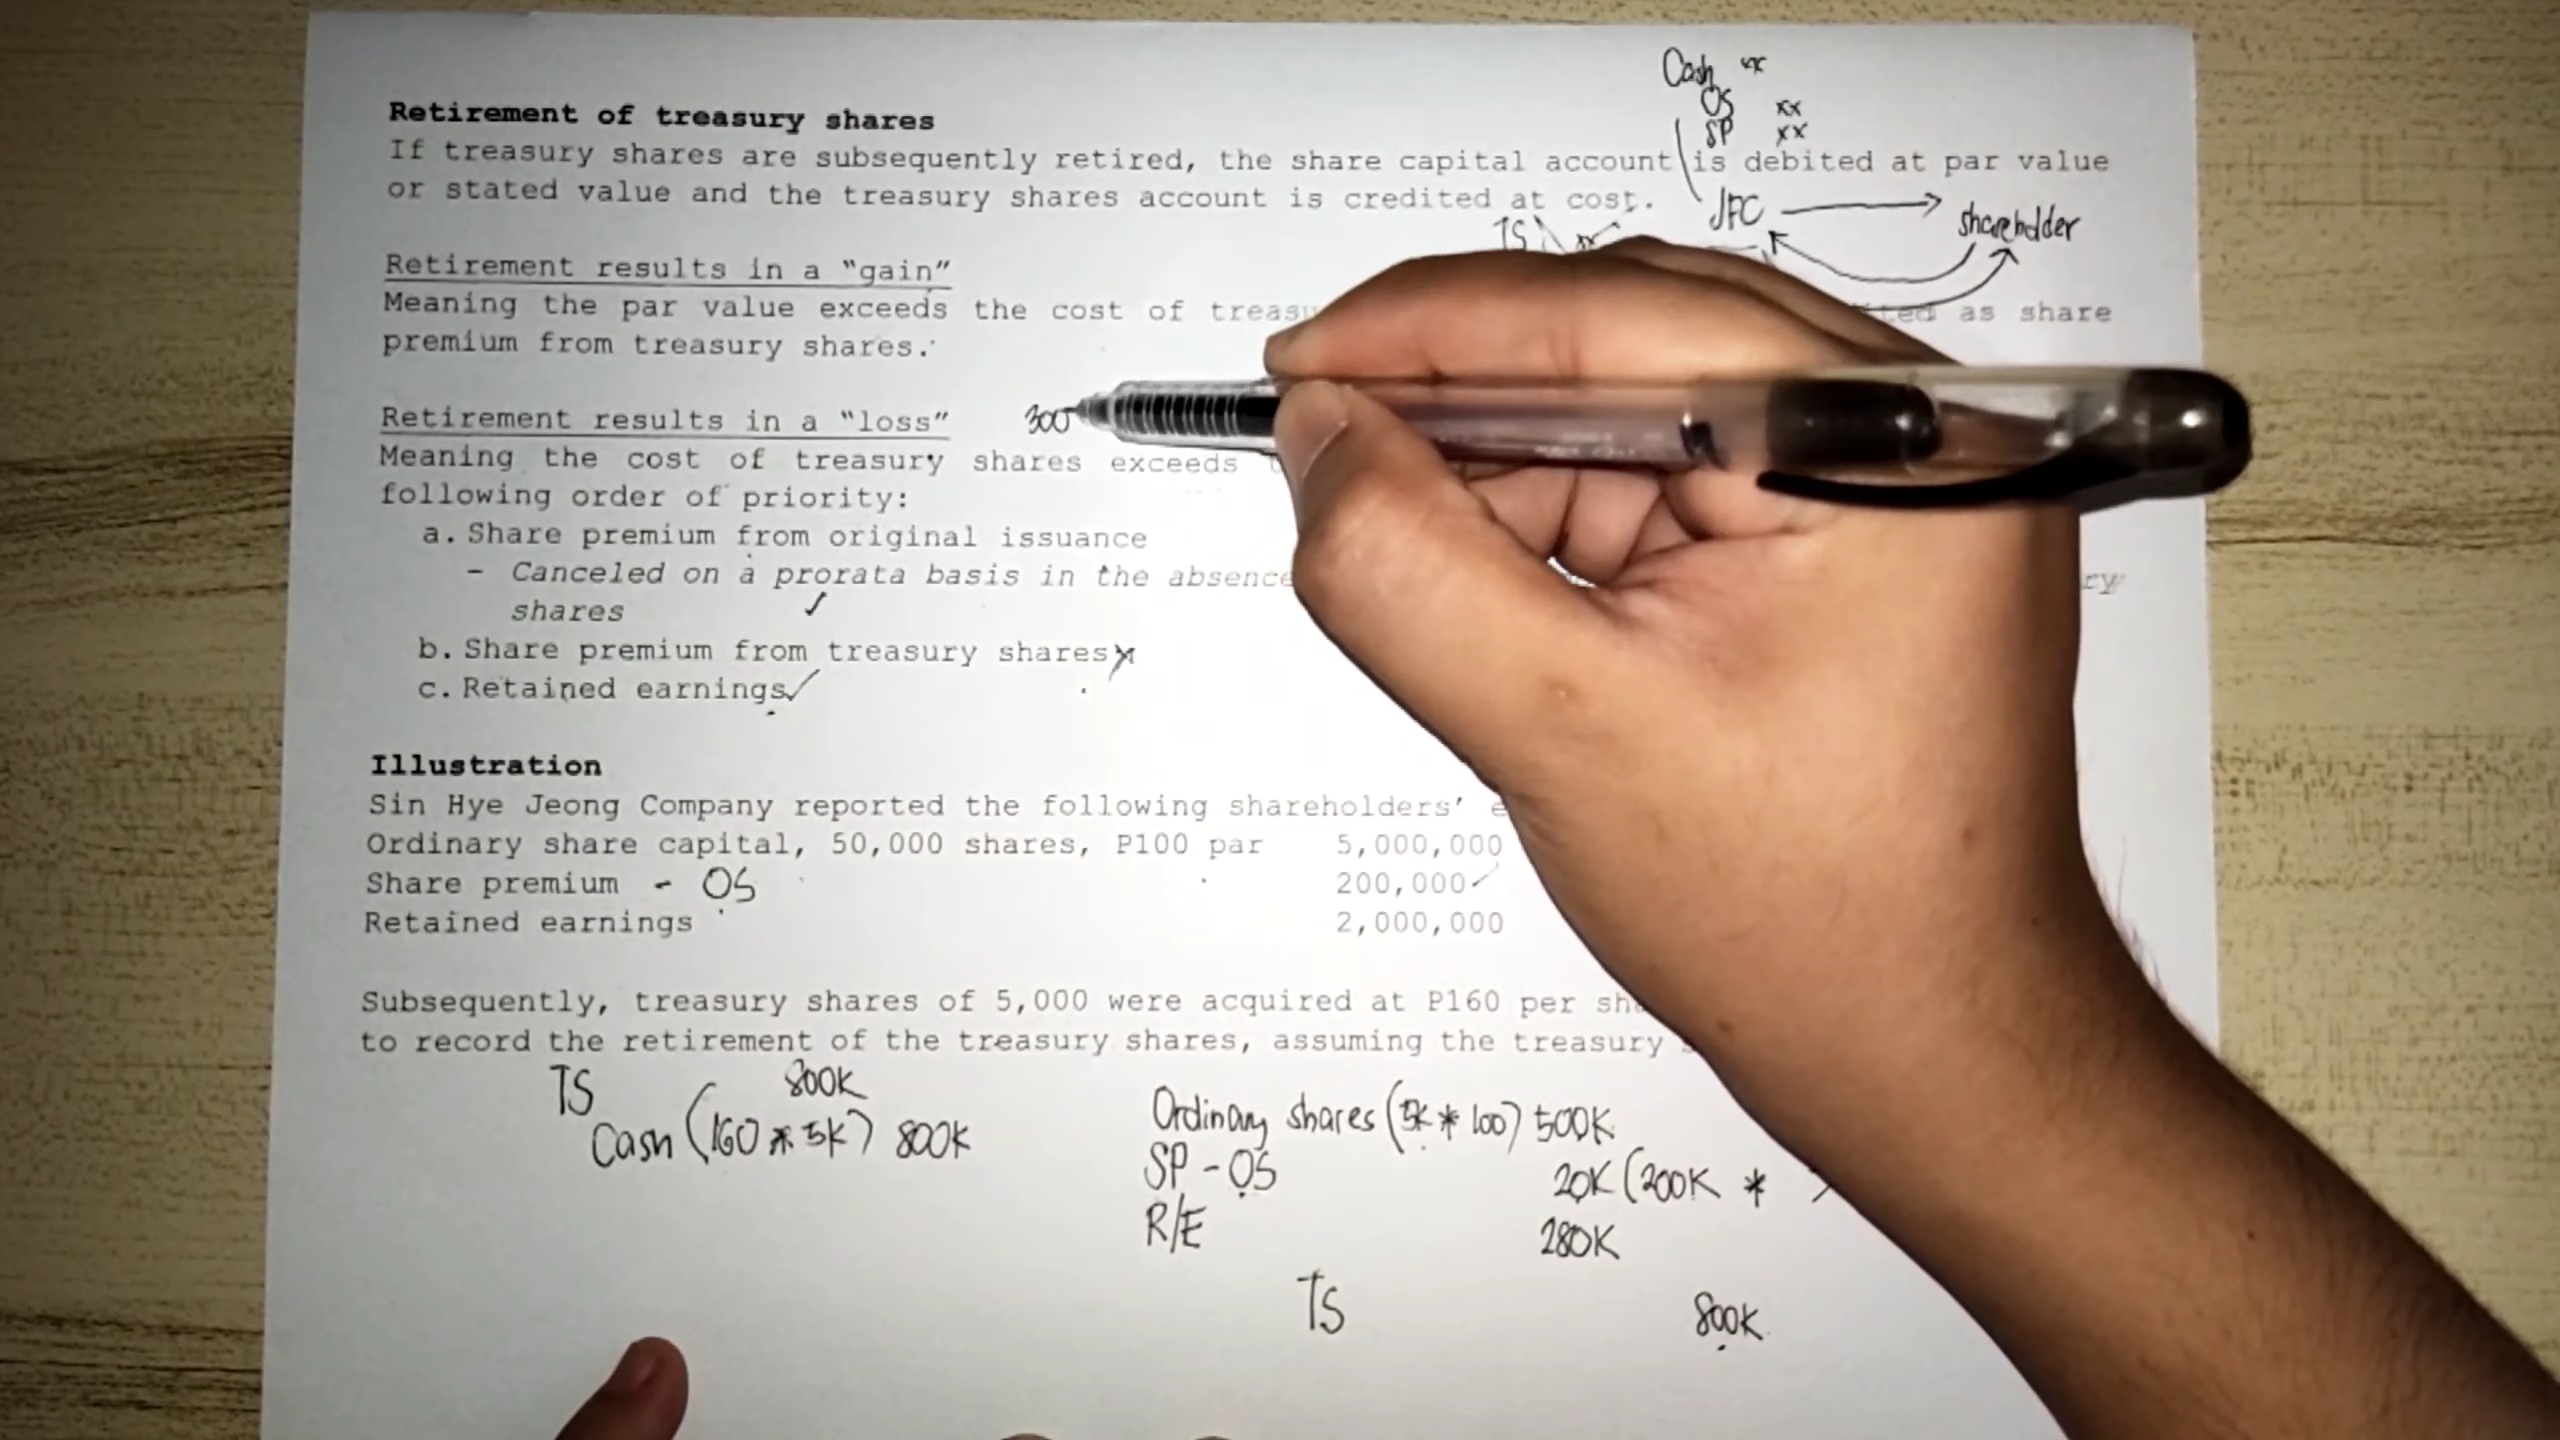 Cash xx
OS xx
SP xx
Retirement of treasury shares
If treasury shares are subsequently retired, the share capital account is debited at par value
or stated value and the treasury shares account is credited at cost.
JFC
shareholder
TS
Retirement results in a "gain"
Meaning the par value exceeds the cost of as share
premium from treasury shares.
Retirement results in a "loss" 300
Meaning the cost of treasury shares exceeds
following order of priority:
a. Share premium from original issuance
- Canceled on a prorata basis in the absence
shares
b. Share premium from treasury shares
c. Retained earnings
Illustration
Sin Hye Jeong Company reported the following shareholders'
Ordinary share capital, 50,000 shares, P100 par 5,000,000
Share premium - OS 200,000
Retained earnings 2,000,000
Subsequently, treasury shares of 5,000 were acquired at P160 per
to record the retirement of the treasury shares, assuming the treasury
TS 800K
Cash (160 * 5K) 800K
Ordinary shares (5K * 100) 500K
SP - OS 20K (200K *
R/E 280K
TS 800K